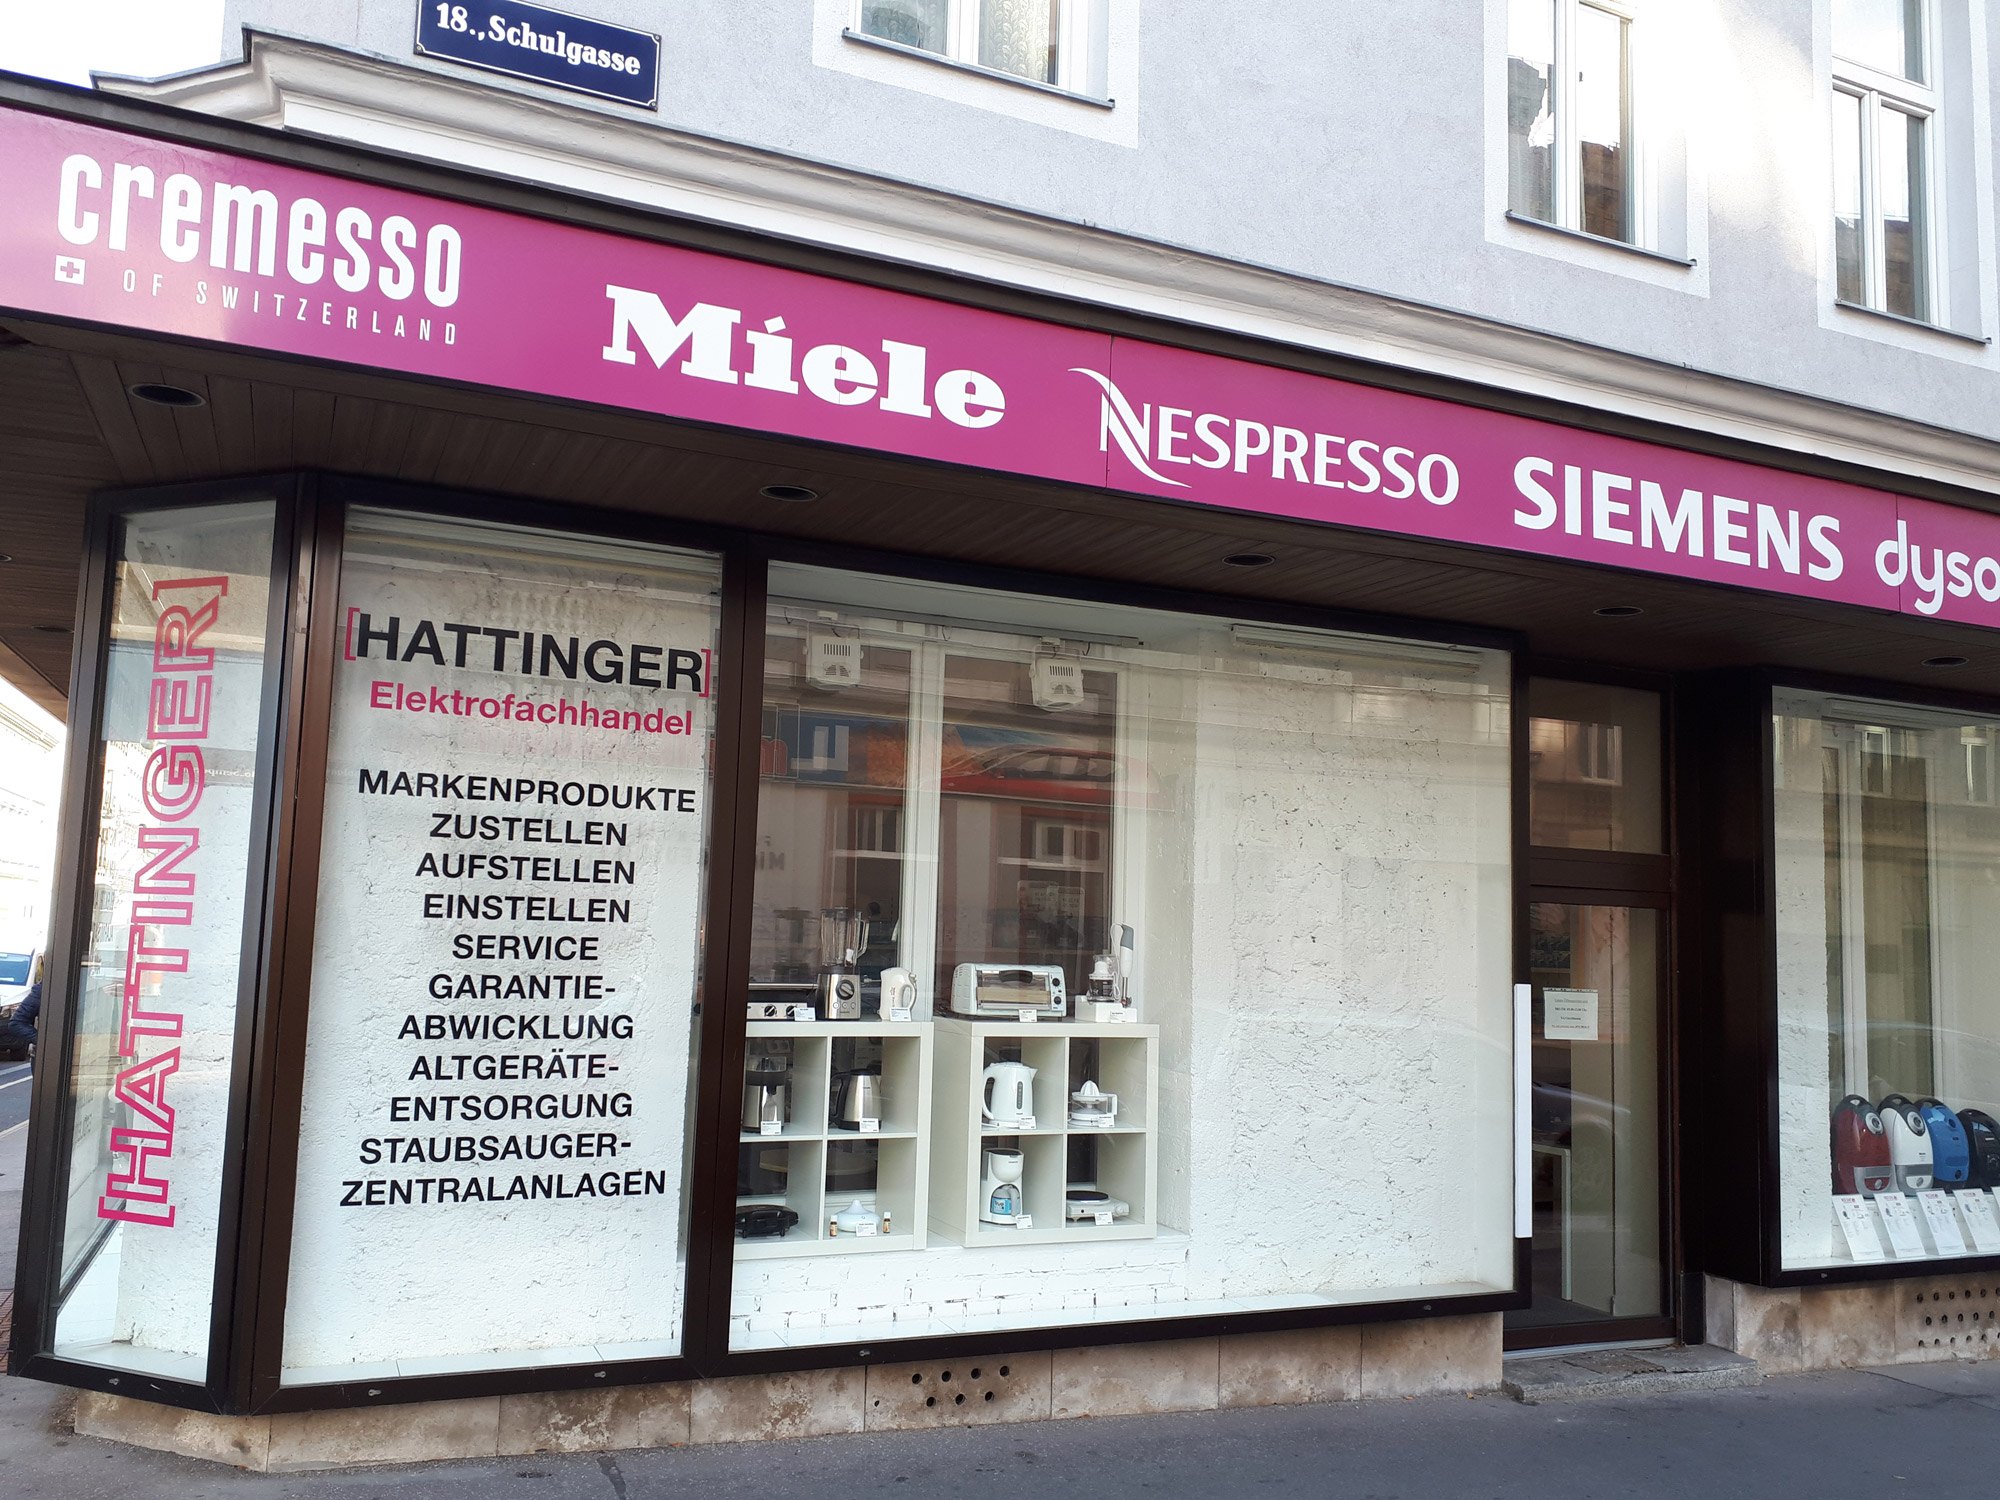 18., Schulgasse
cremesso
OF SWITZERLAND
Miele
NESPRESSO
SIEMENS
dyso
[HATTINGER]
[HATTINGER]
Elektrofachhandel
MARKENPRODUKTE
ZUSTELLEN
AUFSTELLEN
EINSTELLEN
SERVICE
GARANTIE-
ABWICKLUNG
ALTGERÄTE-
ENTSORGUNG
STAUBSAUGER-
ZENTRALANLAGEN